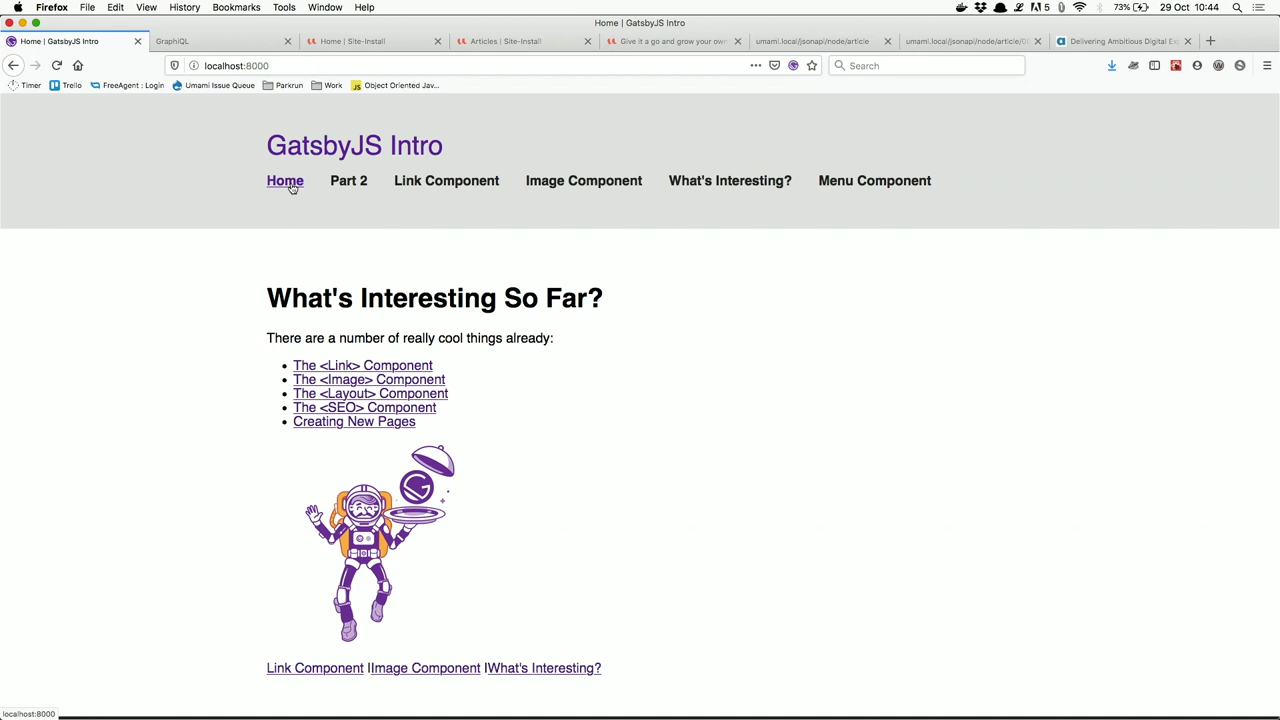 Firefox File Edit View History Bookmarks Tools Window Help 5 73% 29 Oct 10:44
Home | GatsbyJS Intro
Home | GatsbyJS Intro GraphiQL Home | Site-Install Articles | Site-Install Give it a go and grow your own umami.local/jsonapi/node/article umami.local/jsonapi/node/article/ Delivering Ambitious Digital Ex
localhost:8000 Search
Timer Trello FreeAgent : Login Umami Issue Queue Parkrun Work JS Object Oriented Jav...
GatsbyJS Intro
Home Part 2 Link Component Image Component What's Interesting? Menu Component
What's Interesting So Far?
There are a number of really cool things already:
• The <Link> Component
• The <Image> Component
• The <Layout> Component
• The <SEO> Component
• Creating New Pages
Link Component |Image Component |What's Interesting?
localhost:8000